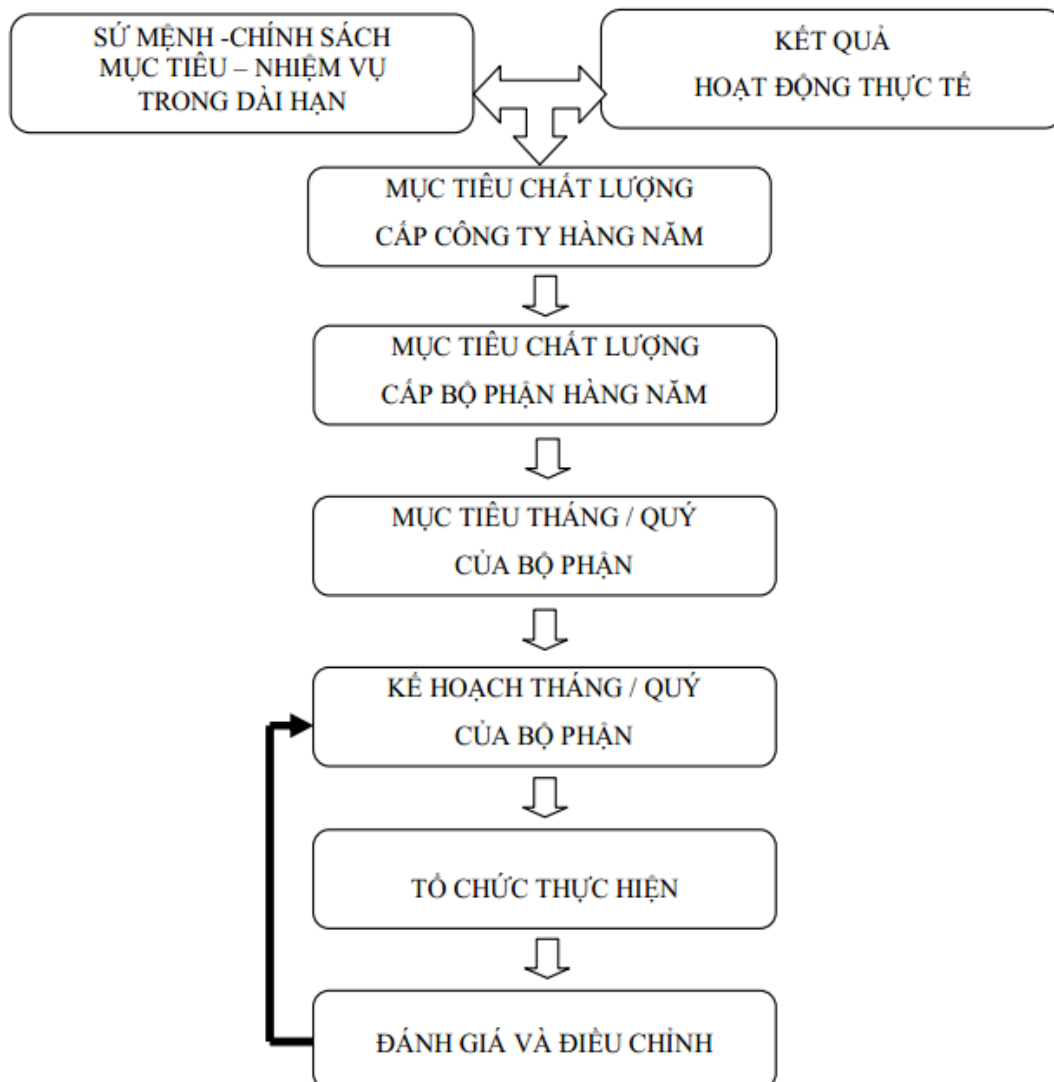 SỨ MỆNH -CHÍNH SÁCH
MỤC TIÊU – NHIỆM VỤ
TRONG DÀI HẠN
KẾT QUẢ
HOẠT ĐỘNG THỰC TẾ
MỤC TIÊU CHẤT LƯỢNG
CẤP CÔNG TY HÀNG NĂM
MỤC TIÊU CHẤT LƯỢNG
CẤP BỘ PHẬN HÀNG NĂM
MỤC TIÊU THÁNG / QUÝ
CỦA BỘ PHẬN
KẾ HOẠCH THÁNG / QUÝ
CỦA BỘ PHẬN
TỔ CHỨC THỰC HIỆN
ĐÁNH GIÁ VÀ ĐIỀU CHỈNH